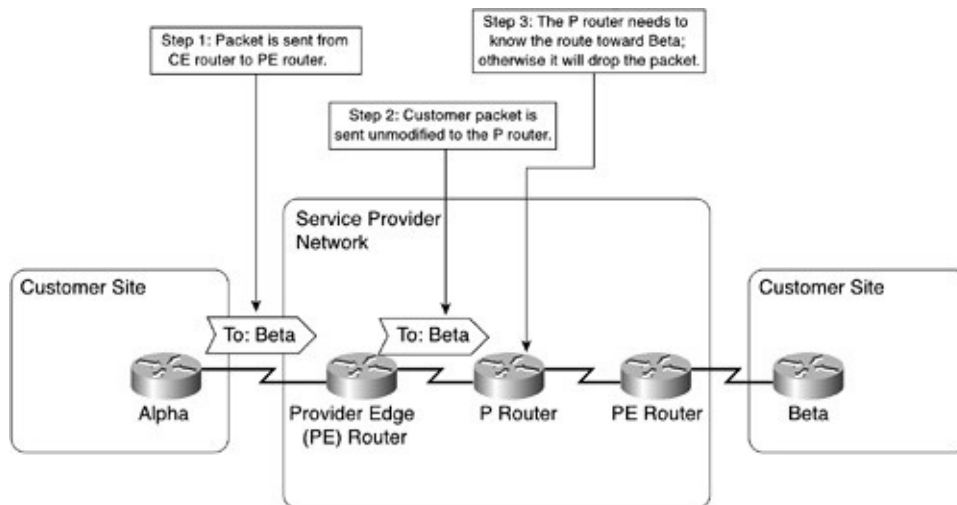 Step 1: Packet is sent from
CE router to PE router.
Step 2: Customer packet is
sent unmodified to the P router.
Step 3: The P router needs to
know the route toward Beta;
otherwise it will drop the packet.
Service Provider
Network
Customer Site
Customer Site
To: Beta
To: Beta
Alpha
Provider Edge
(PE) Router
P Router
PE Router
Beta